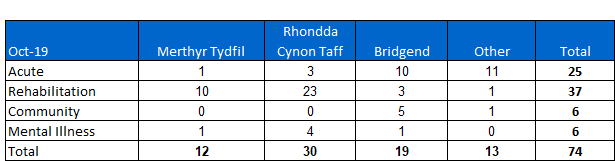 Oct-19 Merthyr Tydfil Rhondda Cynon Taff Bridgend Other Total
Acute 1 3 10 11 25
Rehabilitation 10 23 3 1 37
Community 0 0 5 1 6
Mental Illness 1 4 1 0 6
Total 12 30 19 13 74